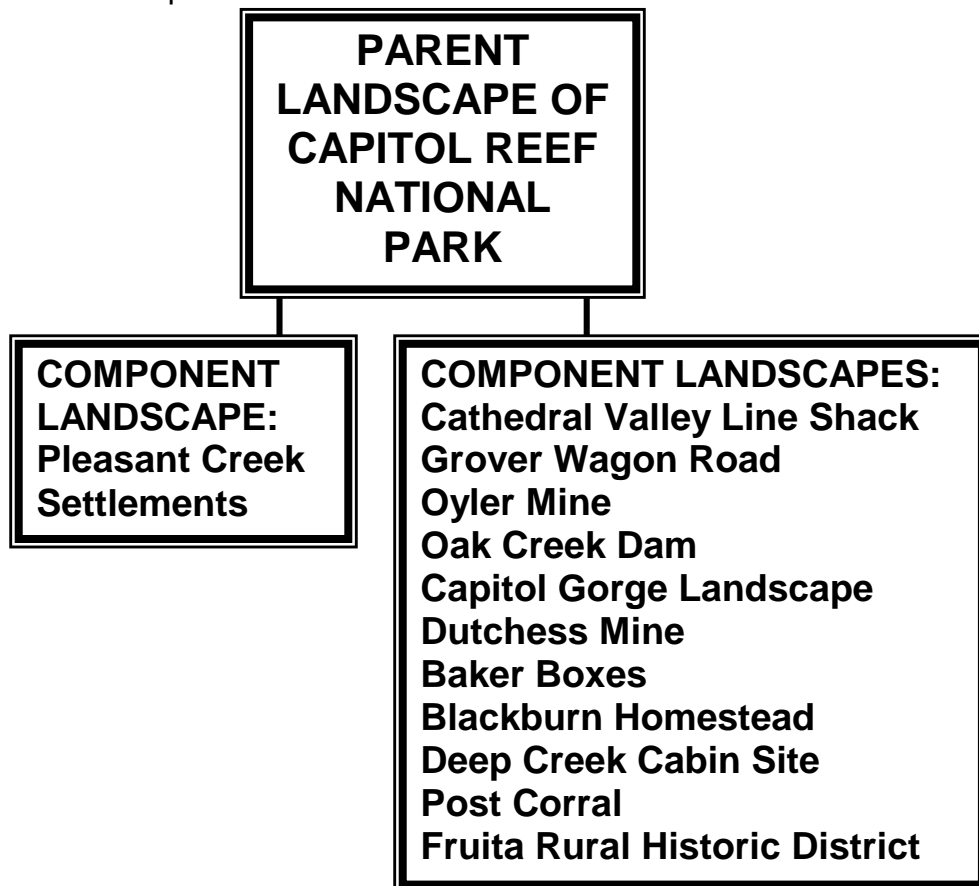 PARENT
LANDSCAPE OF
CAPITOL REEF
NATIONAL
PARK
COMPONENT
LANDSCAPE:
Pleasant Creek
Settlements
COMPONENT LANDSCAPES:
Cathedral Valley Line Shack
Grover Wagon Road
Oyler Mine
Oak Creek Dam
Capitol Gorge Landscape
Dutchess Mine
Baker Boxes
Blackburn Homestead
Deep Creek Cabin Site
Post Corral
Fruita Rural Historic District